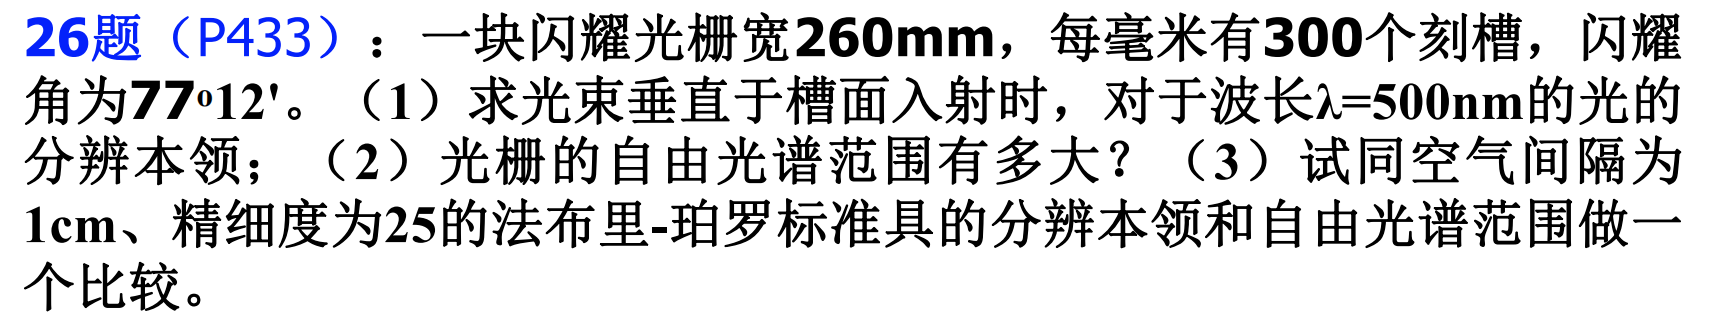 26题（P433）：一块闪耀光栅宽260mm，每毫米有300个刻槽，闪耀
角为77º12'。（1）求光束垂直于槽面入射时，对于波长λ=500nm的光的
分辨本领；（2）光栅的自由光谱范围有多大？（3）试同空气间隔为
1cm、精细度为25的法布里-珀罗标准具的分辨本领和自由光谱范围做一
个比较。